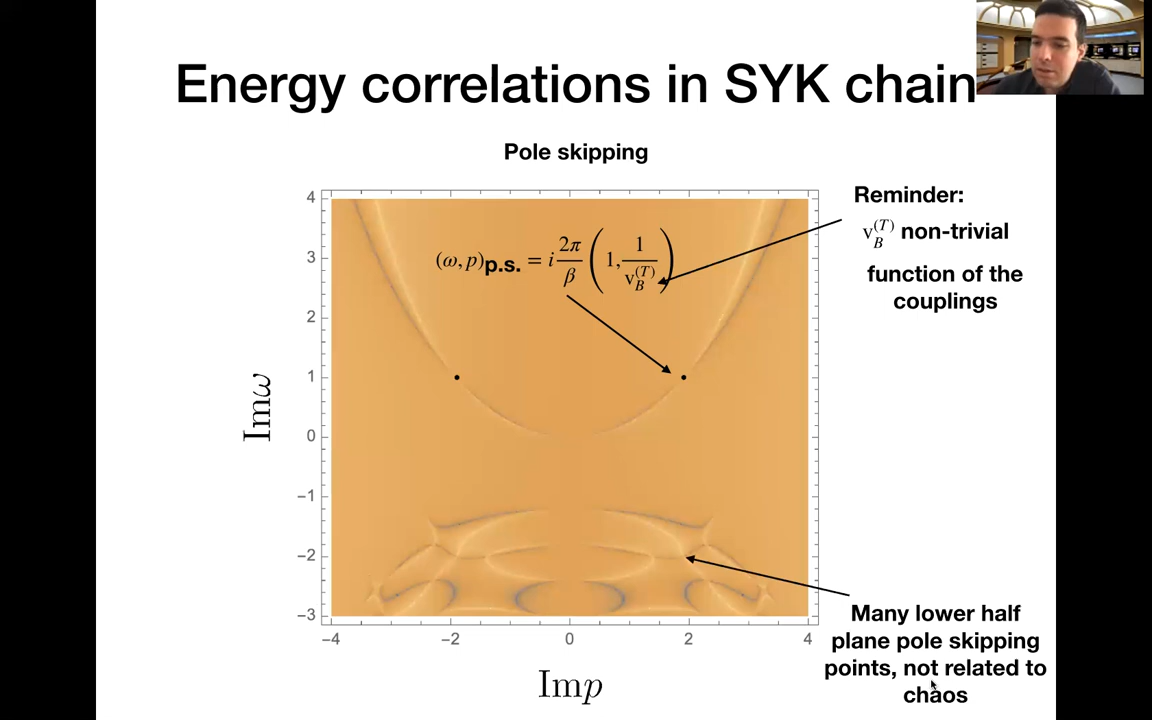 Energy correlations in SYK chain
Pole skipping
Reminder:
v_B^(T) non-trivial
function of the
couplings
(ω, p)p.s. = i 2π/β (1, 1/v_B^(T))
4
3
2
1
0
−1
−2
−3
Imω
−4
−2
0
2
4
Imp
Many lower half
plane pole skipping
points, not related to
chaos